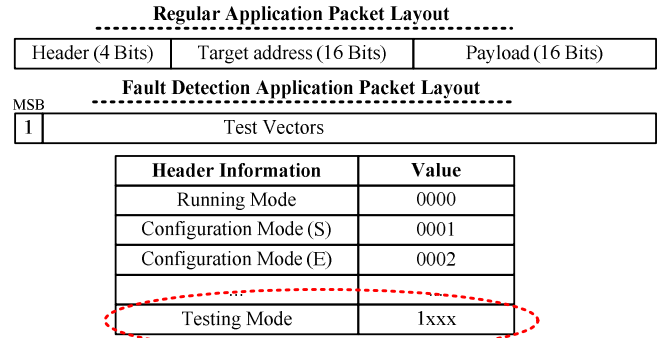 Regular Application Packet Layout
Header (4 Bits) Target address (16 Bits) Payload (16 Bits)
Fault Detection Application Packet Layout
MSB
1 Test Vectors
Header Information Value
Running Mode 0000
Configuration Mode (S) 0001
Configuration Mode (E) 0002
... ...
Testing Mode 1xxx